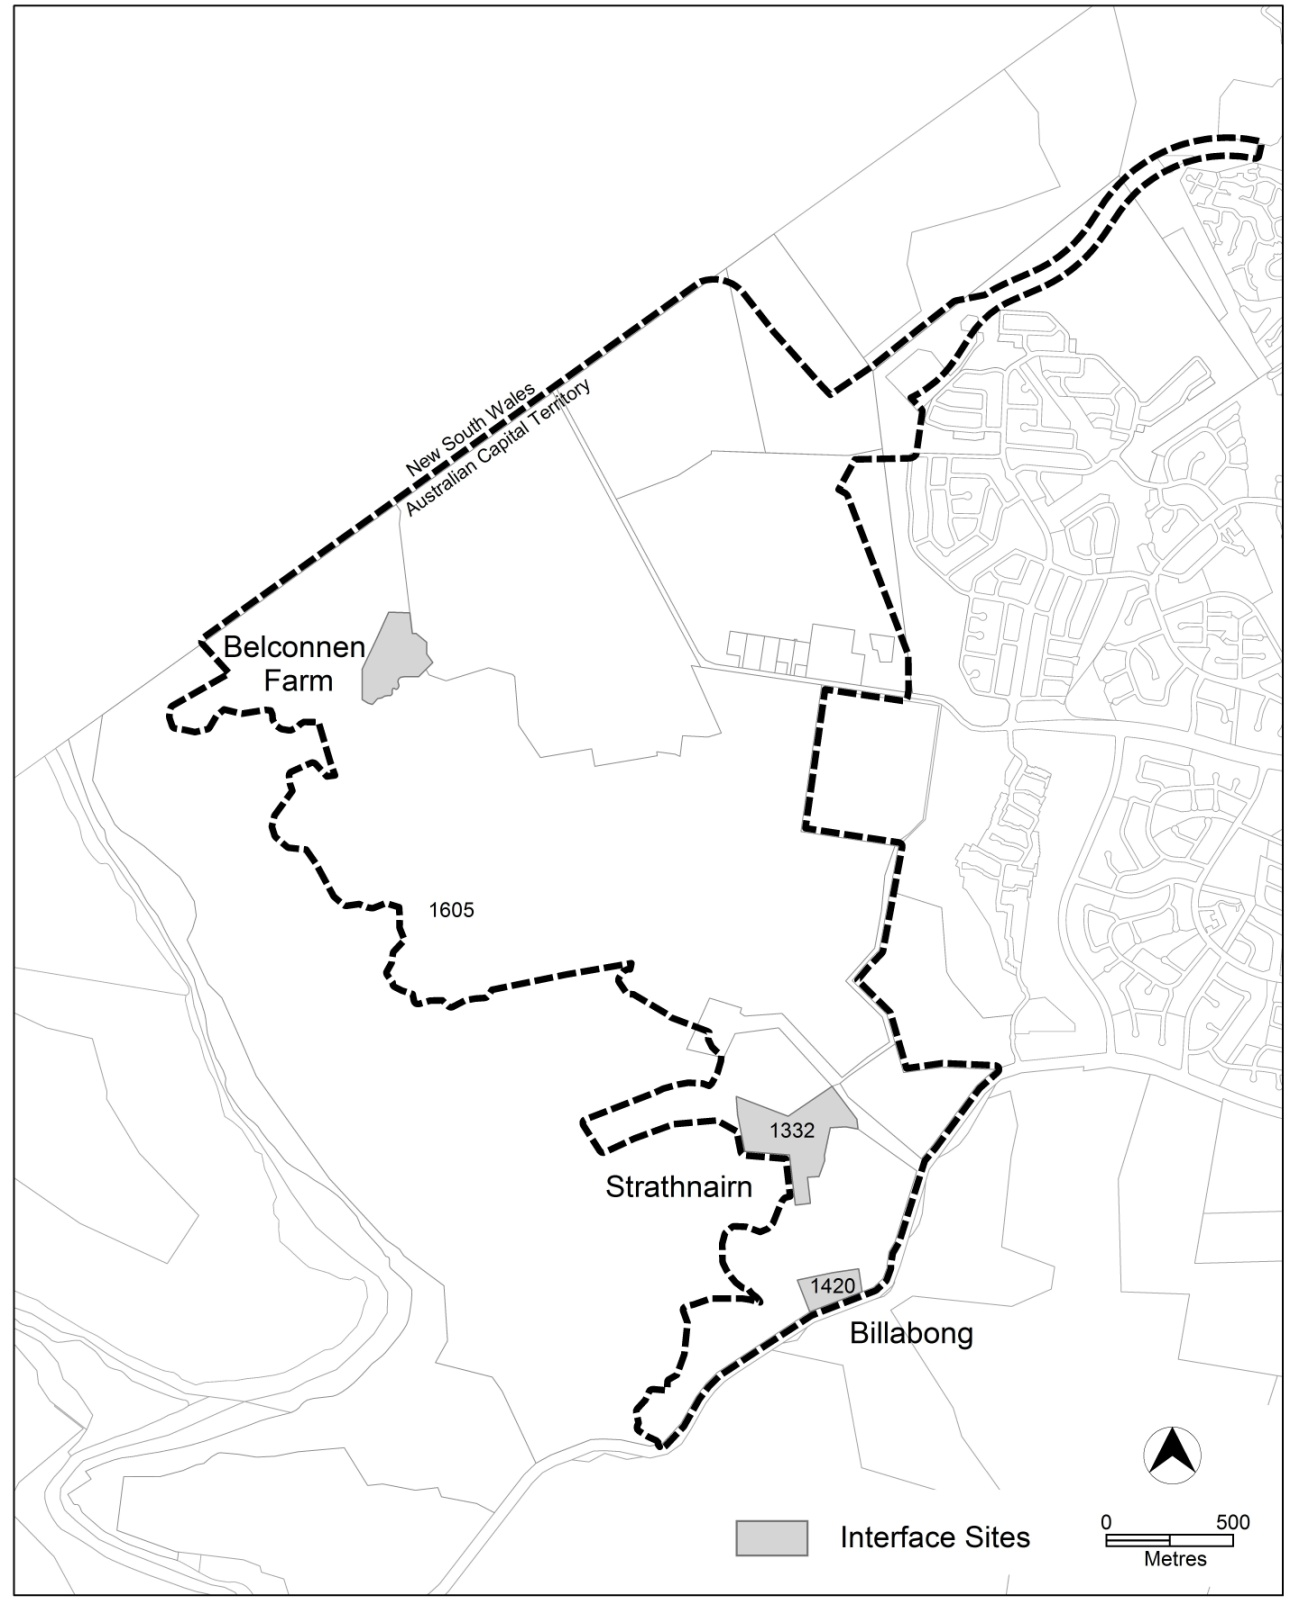 New South Wales
Australian Capital Territory
Belconnen
Farm
1605
1332
Strathnairn
1420
Billabong
Interface Sites
0 500
Metres